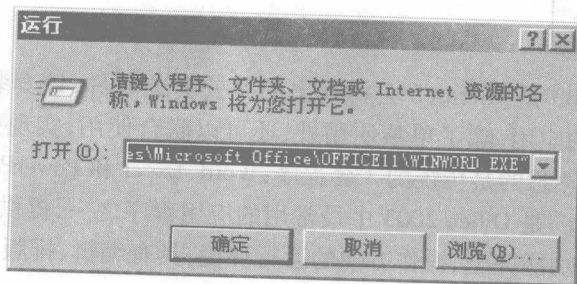 运行
请键入程序、文件夹、文档或 Internet 资源的名
称，Windows 将为您打开它。
打开(O): es\Microsoft Office\OFFICE11\WINWORD EXE“
确定 取消 浏览(B)...